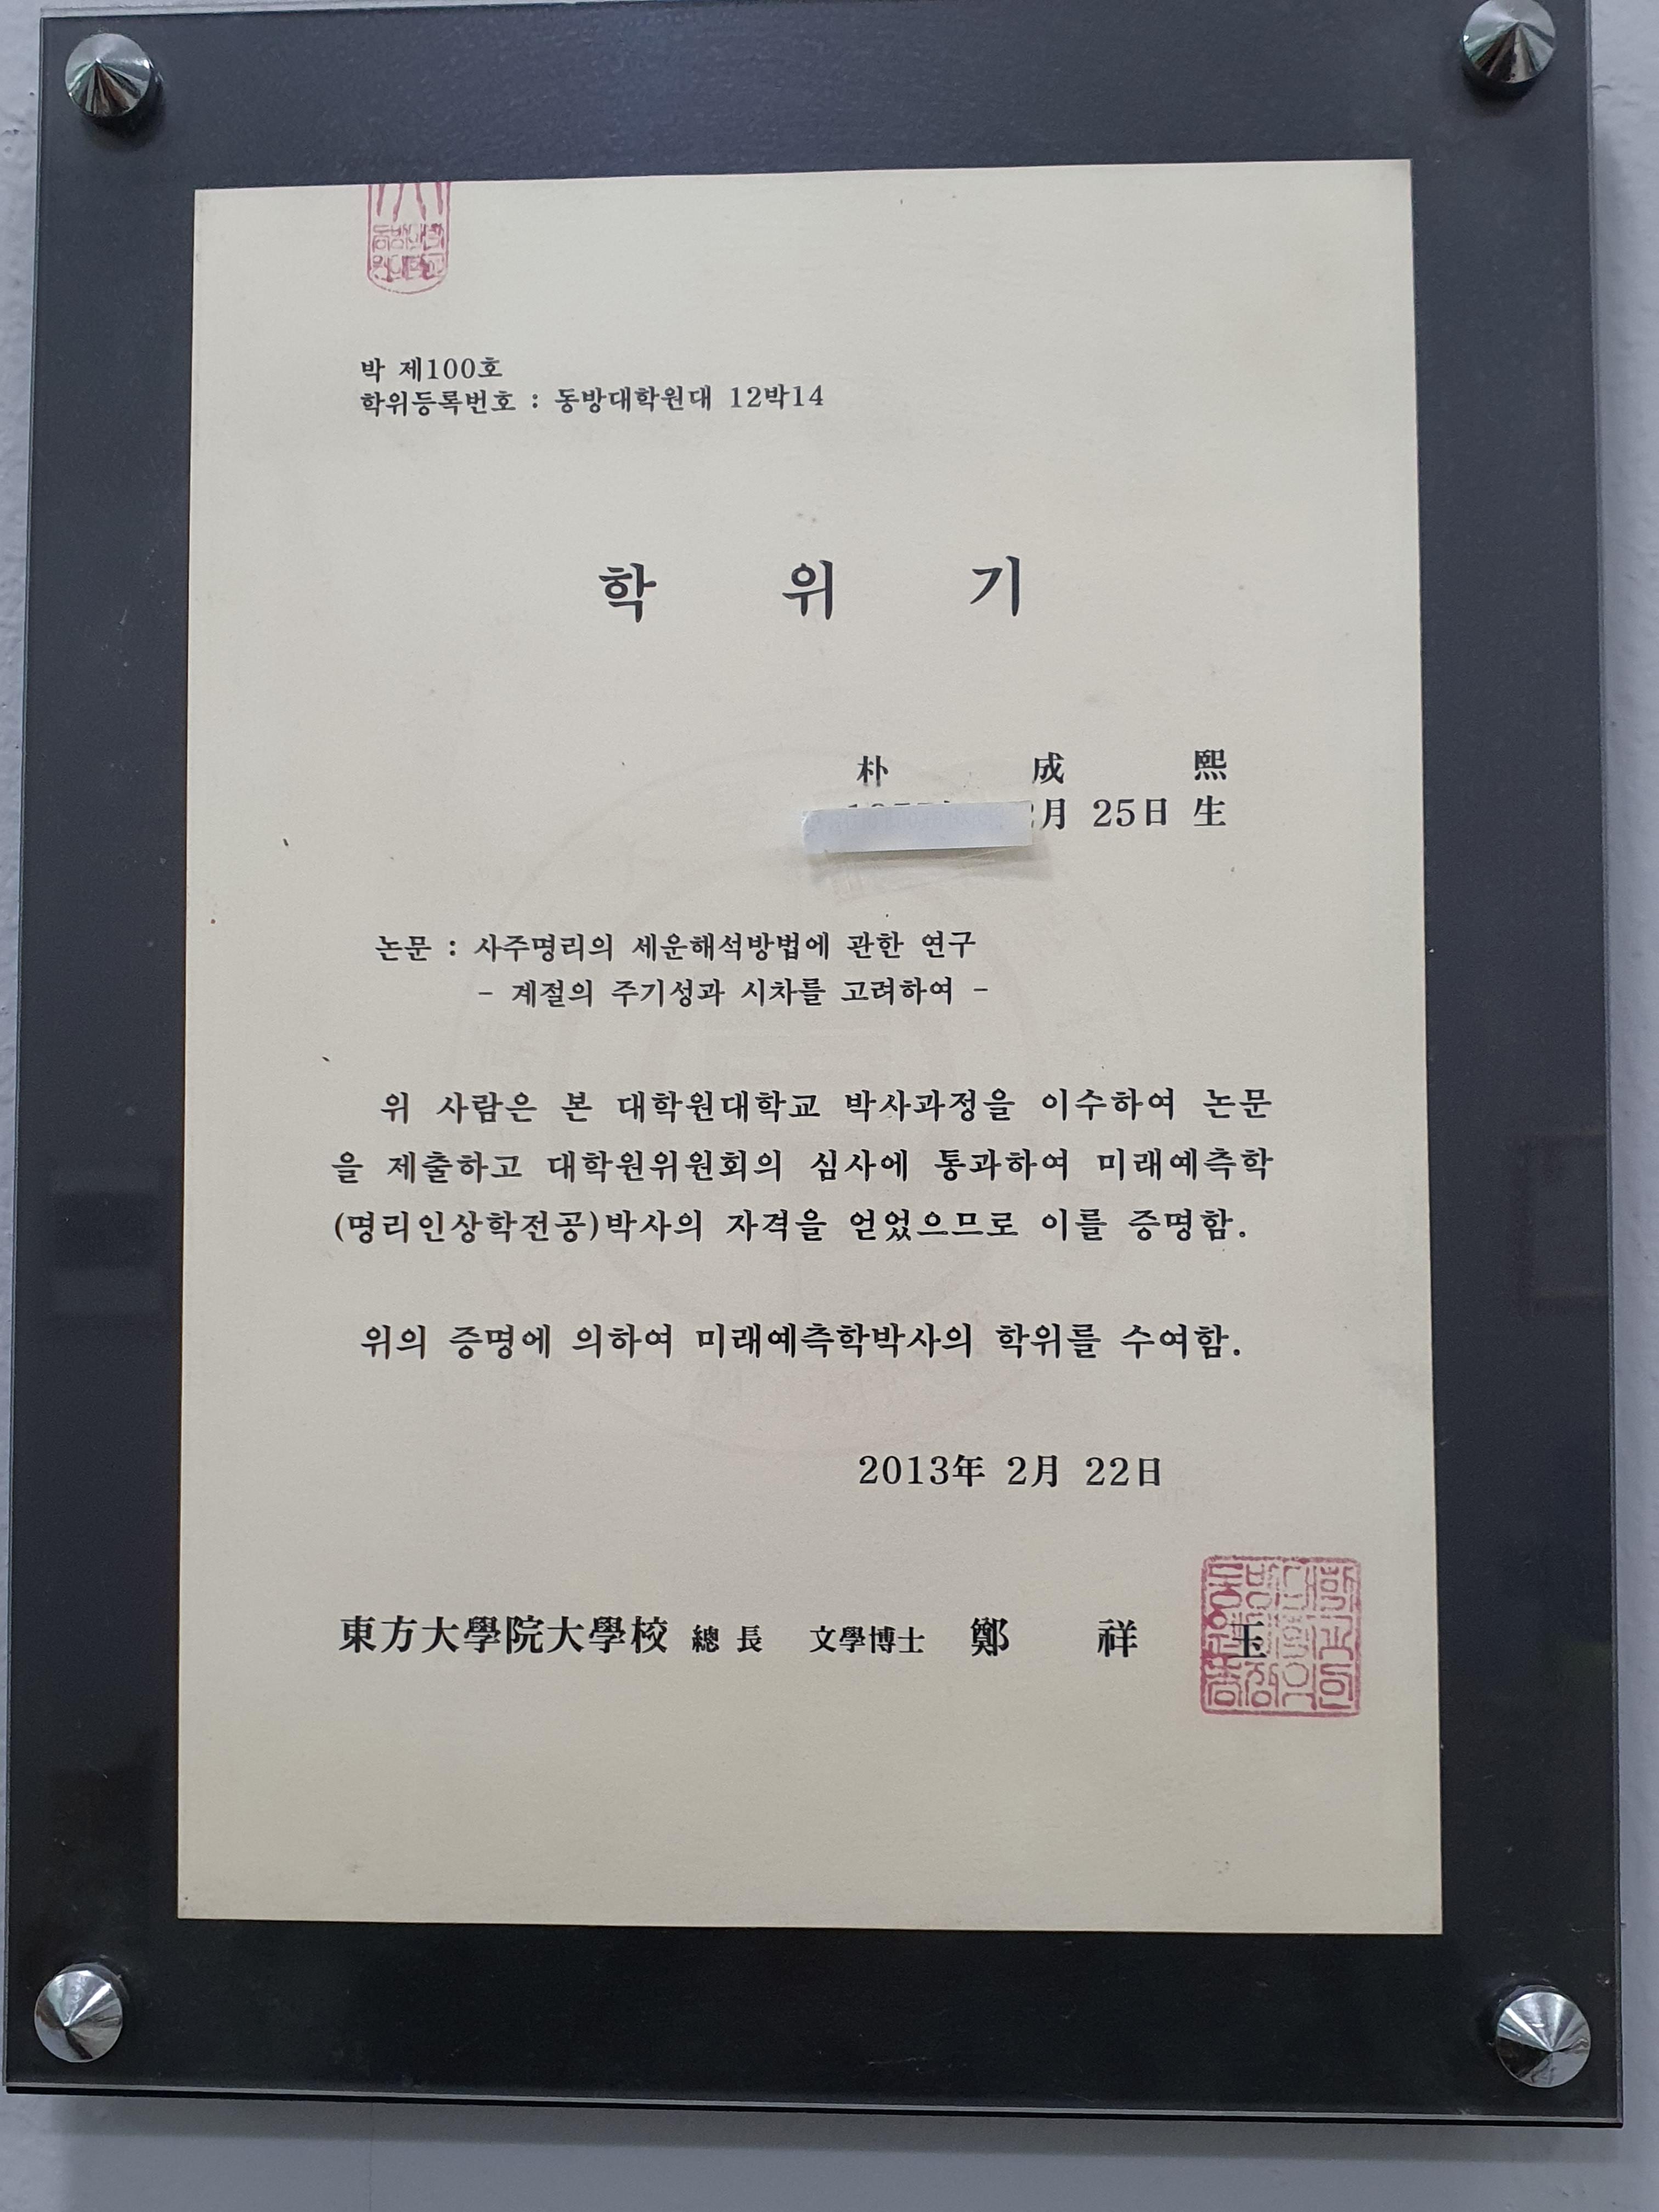 동방대학
원대학교
박 제100호
학위등록번호 : 동방대학원대 12박14
학 위 기
朴 成 熙
月 25日 生
논문 : 사주명리의 세운해석방법에 관한 연구
- 계절의 주기성과 시차를 고려하여 -
위 사람은 본 대학원대학교 박사과정을 이수하여 논문
을 제출하고 대학원위원회의 심사에 통과하여 미래예측학
(명리인상학전공)박사의 자격을 얻었으므로 이를 증명함.
위의 증명에 의하여 미래예측학박사의 학위를 수여함.
2013年 2月 22日
東方大學院大學校 總長 文學博士 鄭 祥 玉